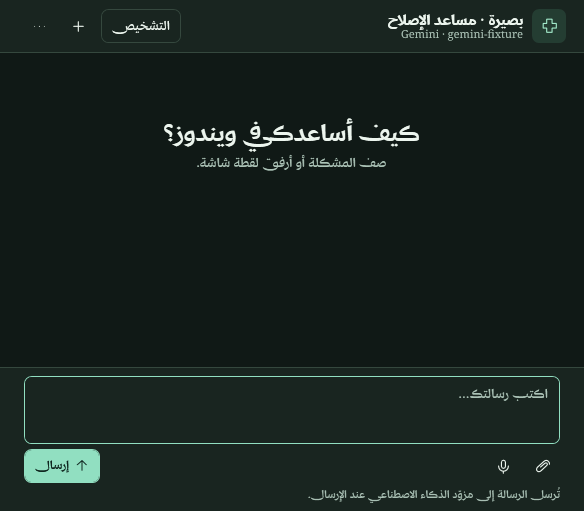 بصيرة · مساعد الإصلاح
Gemini · gemini-fixture
التشخيص
+
...
كيف أساعدك في ويندوز؟
صف المشكلة أو أرفق لقطة شاشة.
اكتب رسالتك...
إرسال
تُرسل الرسالة إلى مزوّد الذكاء الاصطناعي عند الإرسال.